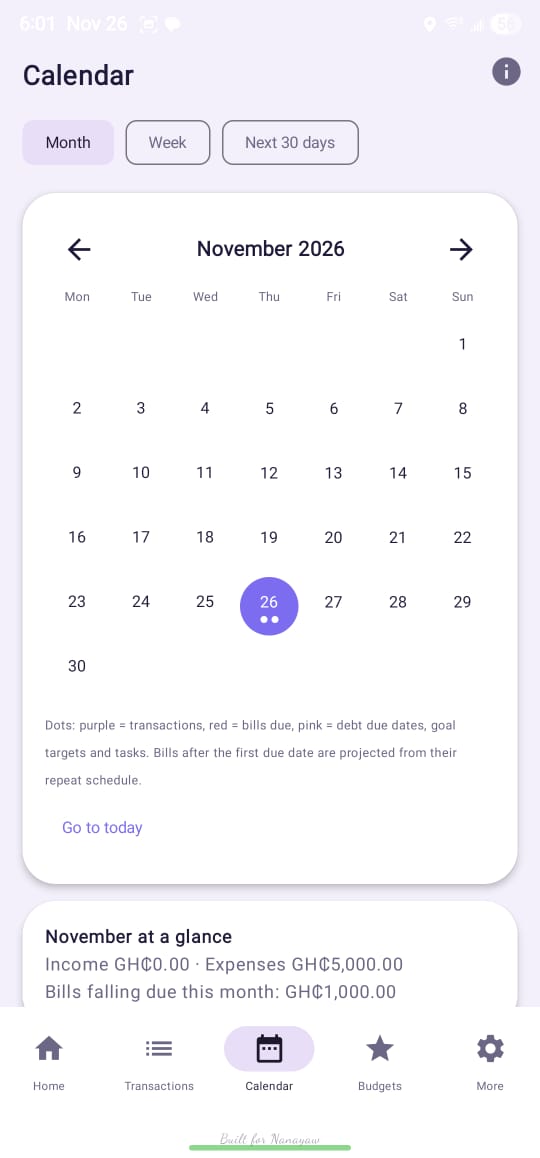 6:01 Nov 26
Calendar
Month Week Next 30 days
November 2026
Mon Tue Wed Thu Fri Sat Sun
1
2 3 4 5 6 7 8
9 10 11 12 13 14 15
16 17 18 19 20 21 22
23 24 25 26 27 28 29
30
Dots: purple = transactions, red = bills due, pink = debt due dates, goal
targets and tasks. Bills after the first due date are projected from their
repeat schedule.
Go to today
November at a glance
Income GH₵0.00 · Expenses GH₵5,000.00
Bills falling due this month: GH₵1,000.00
Home Transactions Calendar Budgets More
Built for Nanayaw